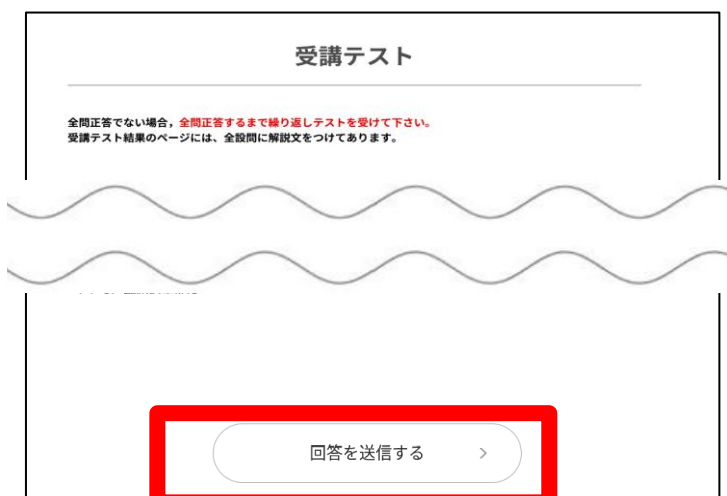 受講テスト
全問正答でない場合，全問正答するまで繰り返しテストを受けて下さい。
受講テスト結果のページには、全設問に解説文をつけてあります。
回答を送信する